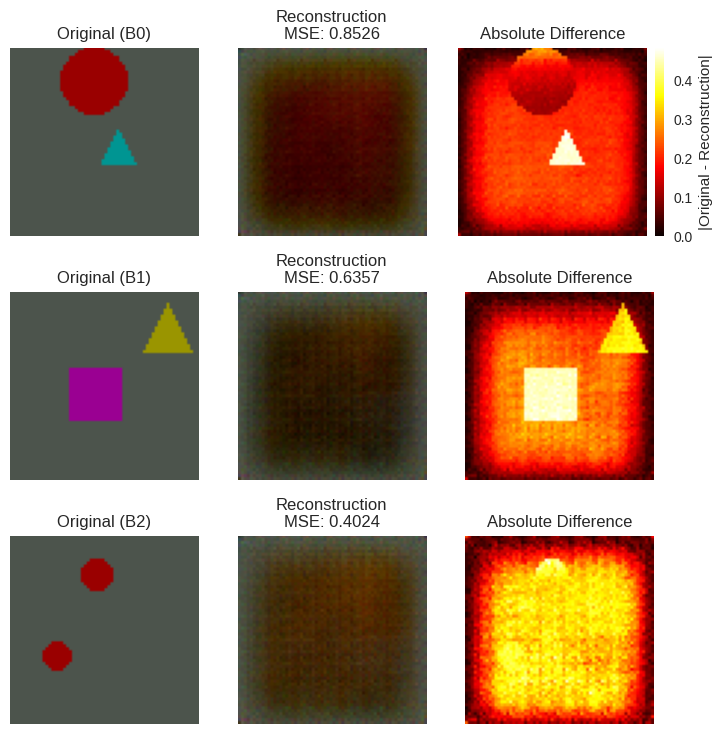 Original (B0)
Reconstruction
MSE: 0.8526
Absolute Difference
0.4
0.3
0.2
0.1
0.0
|Original - Reconstruction|
Original (B1)
Reconstruction
MSE: 0.6357
Absolute Difference
Original (B2)
Reconstruction
MSE: 0.4024
Absolute Difference